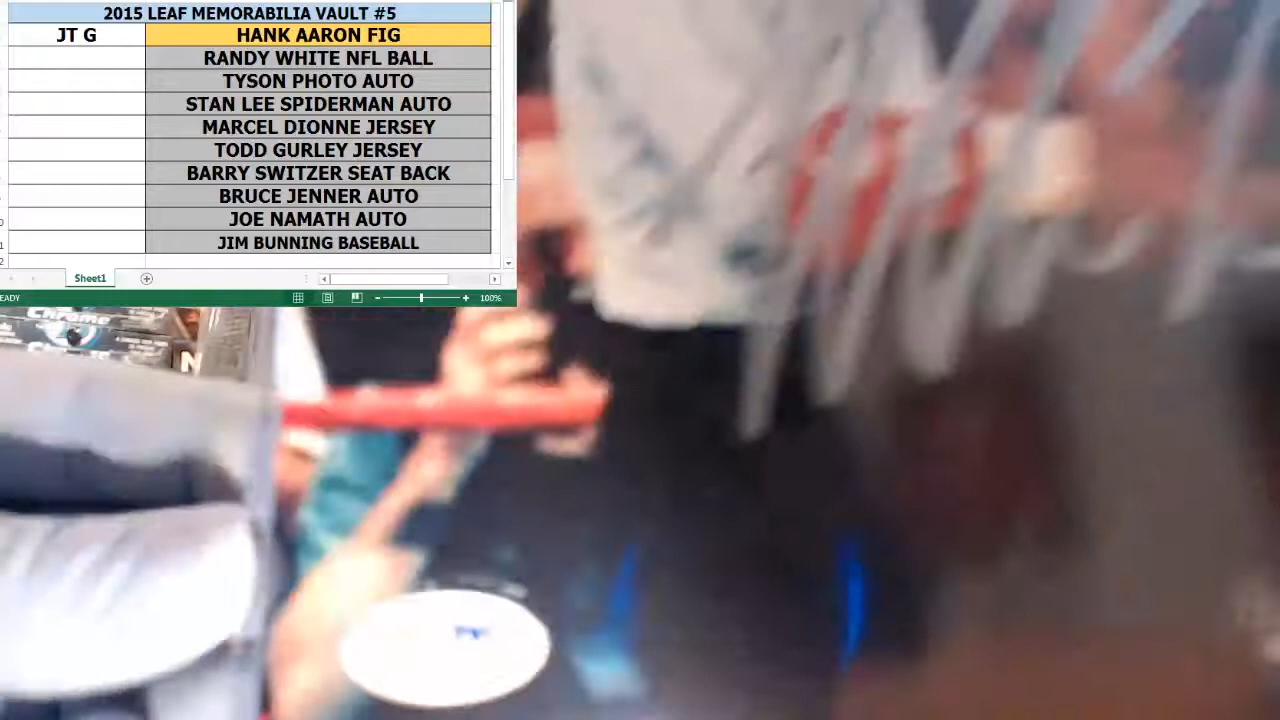 2015 LEAF MEMORABILIA VAULT #5
JT G HANK AARON FIG
RANDY WHITE NFL BALL
TYSON PHOTO AUTO
STAN LEE SPIDERMAN AUTO
MARCEL DIONNE JERSEY
TODD GURLEY JERSEY
BARRY SWITZER SEAT BACK
BRUCE JENNER AUTO
JOE NAMATH AUTO
JIM BUNNING BASEBALL
Sheet1
EADY 100%
Chrome
N